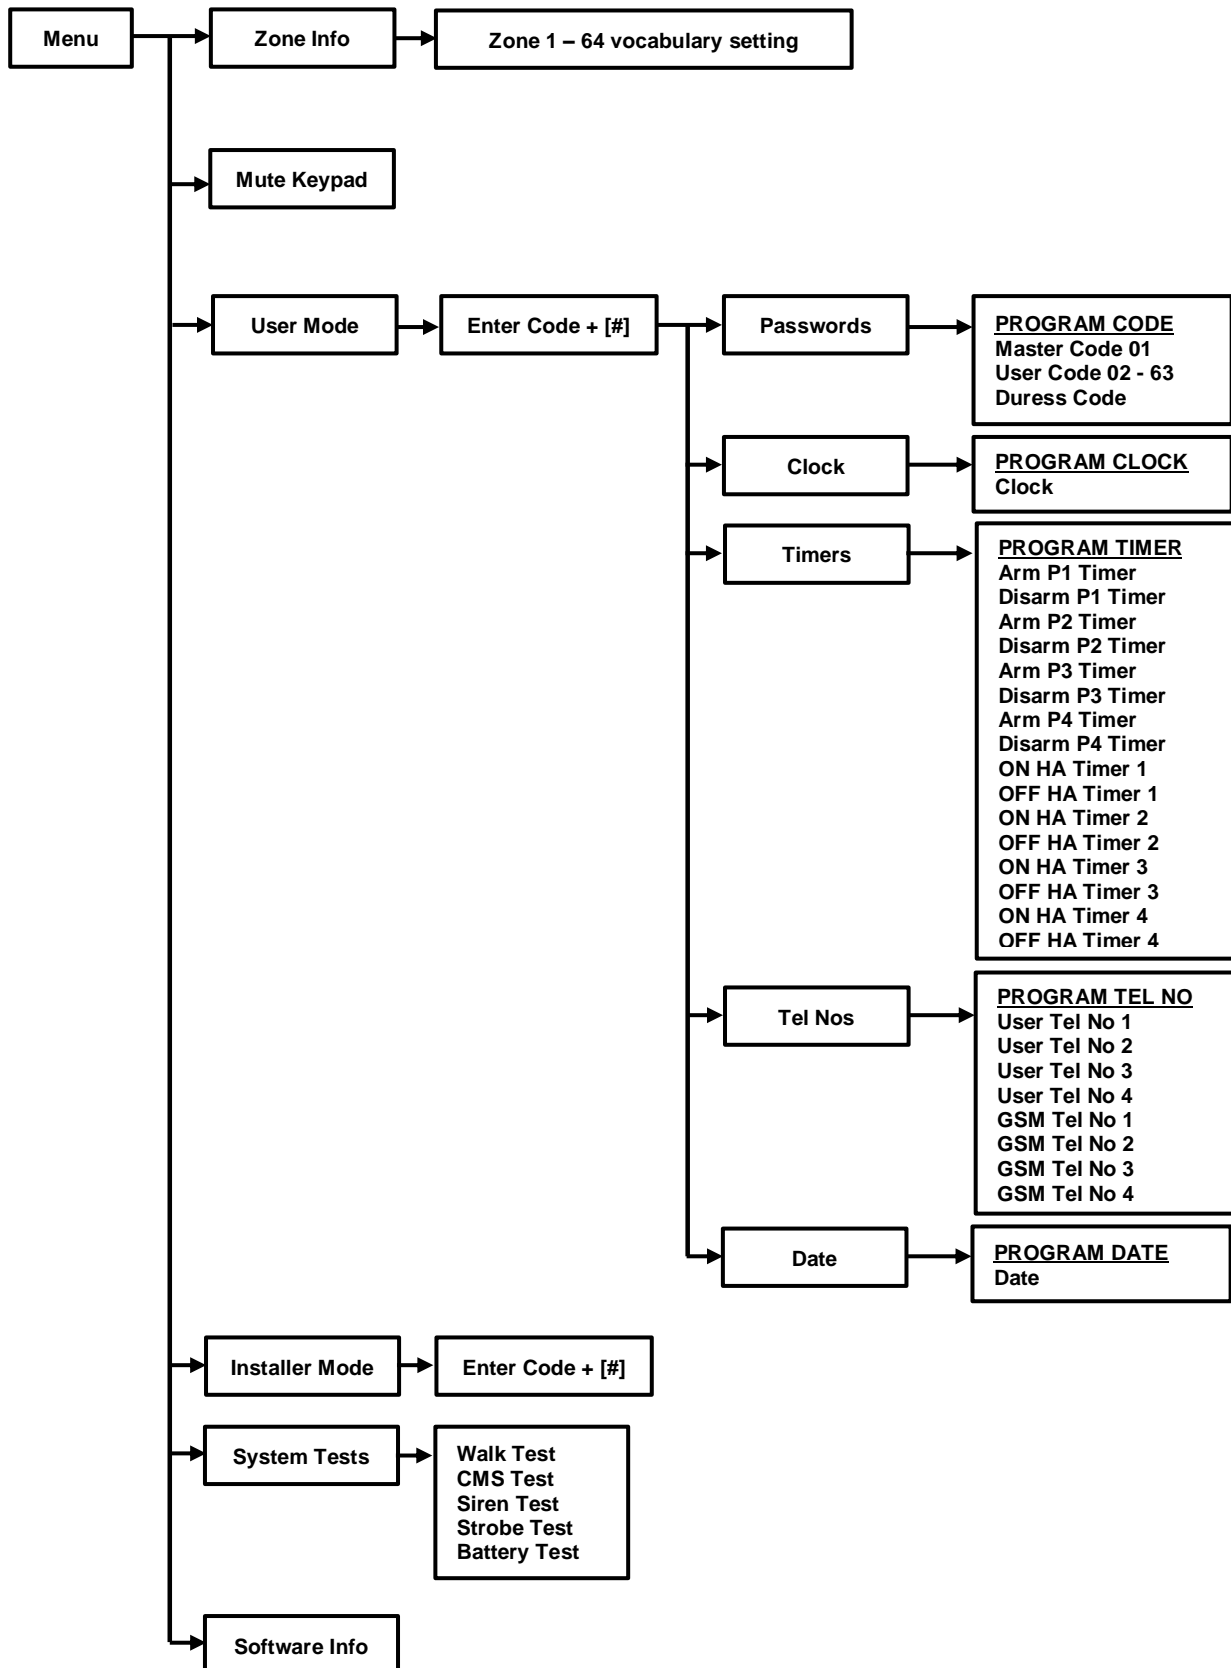 Menu
Zone Info
Zone 1 – 64 vocabulary setting
Mute Keypad
User Mode
Enter Code + [#]
Passwords
PROGRAM CODE
Master Code 01
User Code 02 - 63
Duress Code
Clock
PROGRAM CLOCK
Clock
Timers
PROGRAM TIMER
Arm P1 Timer
Disarm P1 Timer
Arm P2 Timer
Disarm P2 Timer
Arm P3 Timer
Disarm P3 Timer
Arm P4 Timer
Disarm P4 Timer
ON HA Timer 1
OFF HA Timer 1
ON HA Timer 2
OFF HA Timer 2
ON HA Timer 3
OFF HA Timer 3
ON HA Timer 4
OFF HA Timer 4
Tel Nos
PROGRAM TEL NO
User Tel No 1
User Tel No 2
User Tel No 3
User Tel No 4
GSM Tel No 1
GSM Tel No 2
GSM Tel No 3
GSM Tel No 4
Date
PROGRAM DATE
Date
Installer Mode
Enter Code + [#]
System Tests
Walk Test
CMS Test
Siren Test
Strobe Test
Battery Test
Software Info